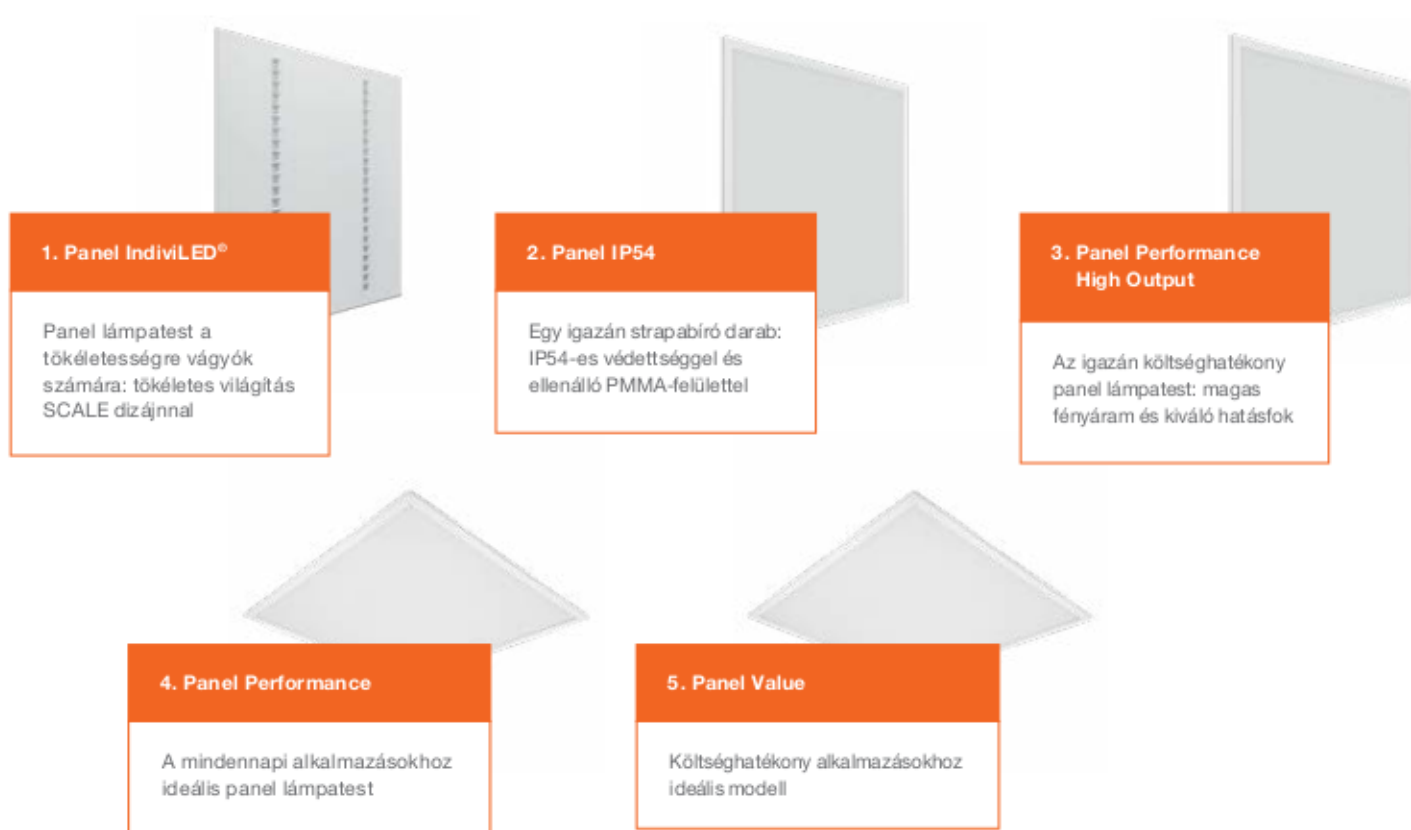 1. Panel IndiviLED®
Panel lámpatest a
tökéletességre vágyók
számára: tökéletes világítás
SCALE dizájnnal
2. Panel IP54
Egy igazán strapabíró darab:
IP54-es védettséggel és
ellenálló PMMA-felülettel
3. Panel Performance
High Output
Az igazán költséghatékony
panel lámpatest: magas
fényáram és kiváló hatásfok
4. Panel Performance
A mindennapi alkalmazásokhoz
ideális panel lámpatest
5. Panel Value
Költséghatékony alkalmazásokhoz
ideális modell